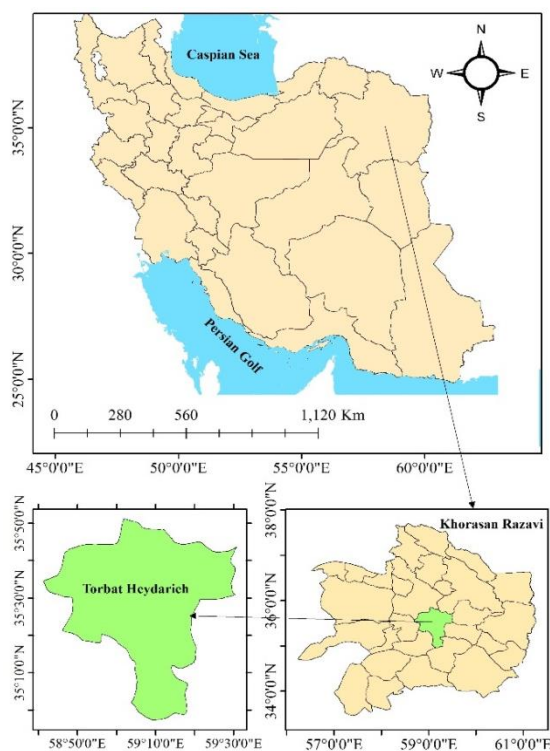 Caspian Sea
N
W E
S
35°0'0"N
30°0'0"N
25°0'0"N
Persian Golf
0 280 560 1,120 Km
45°0'0"E 50°0'0"E 55°0'0"E 60°0'0"E
35°50'0"N
35°30'0"N
35°10'0"N
Torbat Heydarich
58°50'0"E 59°10'0"E 59°30'0"E
38°0'0"N
36°0'0"N
34°0'0"N
Khorasan Razavi
57°0'0"E 59°0'0"E 61°0'0"E